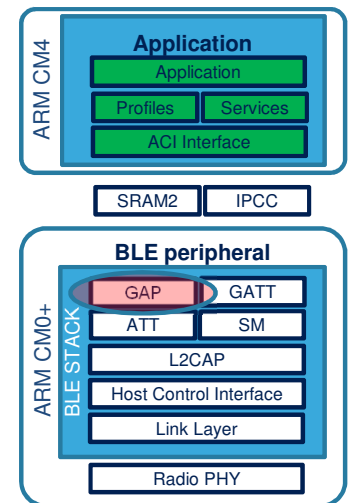 ARM CM4
Application
Application
Profiles Services
ACI Interface
SRAM2 IPCC
ARM CM0+
BLE peripheral
BLE STACK
GAP GATT
ATT SM
L2CAP
Host Control Interface
Link Layer
Radio PHY